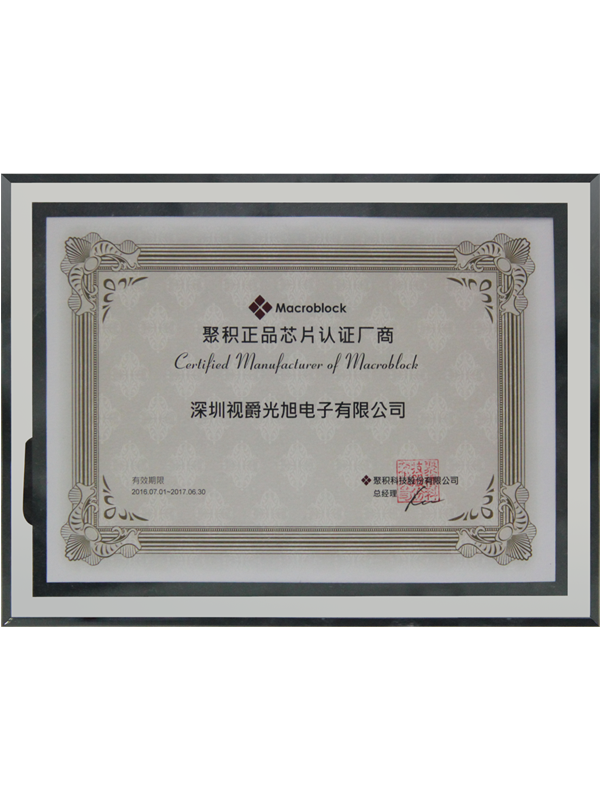 Macroblock
聚积正品芯片认证厂商
Certified Manufacturer of Macroblock
深圳视爵光旭电子有限公司
有效期限
2016.07.01~2017.06.30
聚积科技股份有限公司
总经理